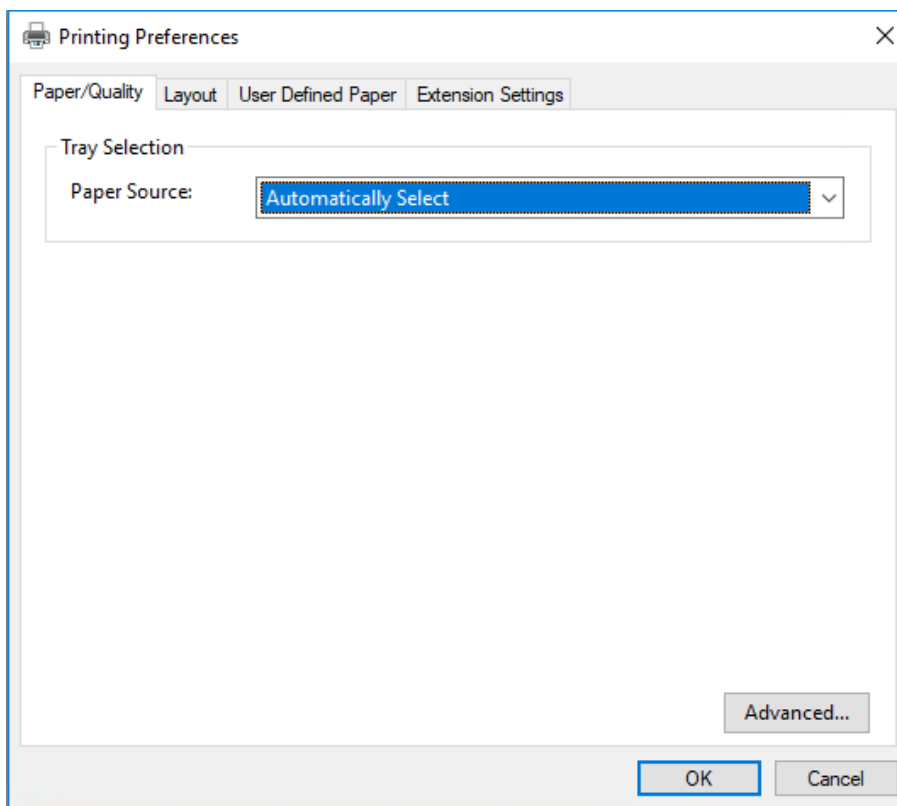 Printing Preferences
Paper/Quality Layout User Defined Paper Extension Settings
Tray Selection
Paper Source: Automatically Select
Advanced...
OK Cancel